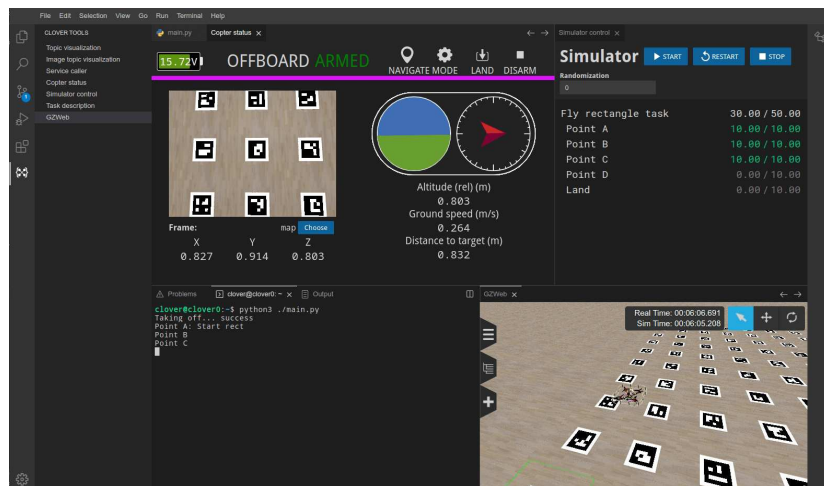 File Edit Selection View Go Run Terminal Help
CLOVER TOOLS
Topic visualization
Image topic visualization
Service caller
Copter status
Simulator control
Task description
GZWeb
main.py
Copter status ×
15.72V
OFFBOARD ARMED
NAVIGATE
MODE
LAND
DISARM
Frame:
map
Choose
X Y Z
0.827 0.914 0.803
Altitude (rel) (m)
0.803
Ground speed (m/s)
0.264
Distance to target (m)
0.832
Simulator control ×
Simulator
START
RESTART
STOP
Randomization
0
Fly rectangle task 30.00/50.00
Point A 10.00/10.00
Point B 10.00/10.00
Point C 10.00/10.00
Point D 0.00/10.00
Land 0.00/10.00
Problems
clover@clover0: ~ ×
Output
clover@clover0:~$ python3 ./main.py
Taking off... success
Point A: Start rect
Point B
Point C
GZWeb ×
Real Time: 00:06:06.691
Sim Time: 00:06:05.208